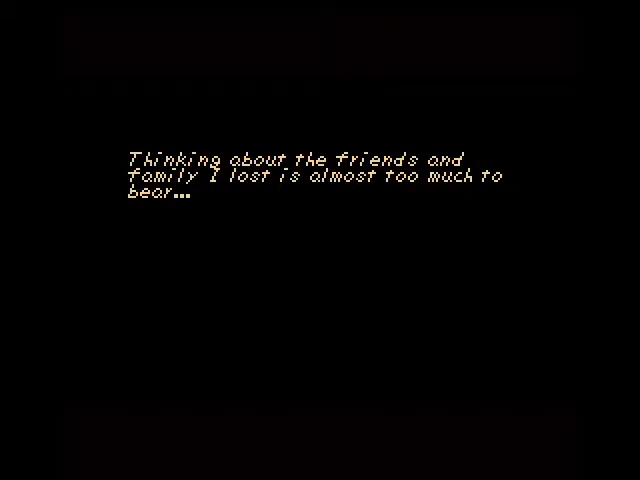 Thinking about the friends and
family I lost is almost too much to
bear...